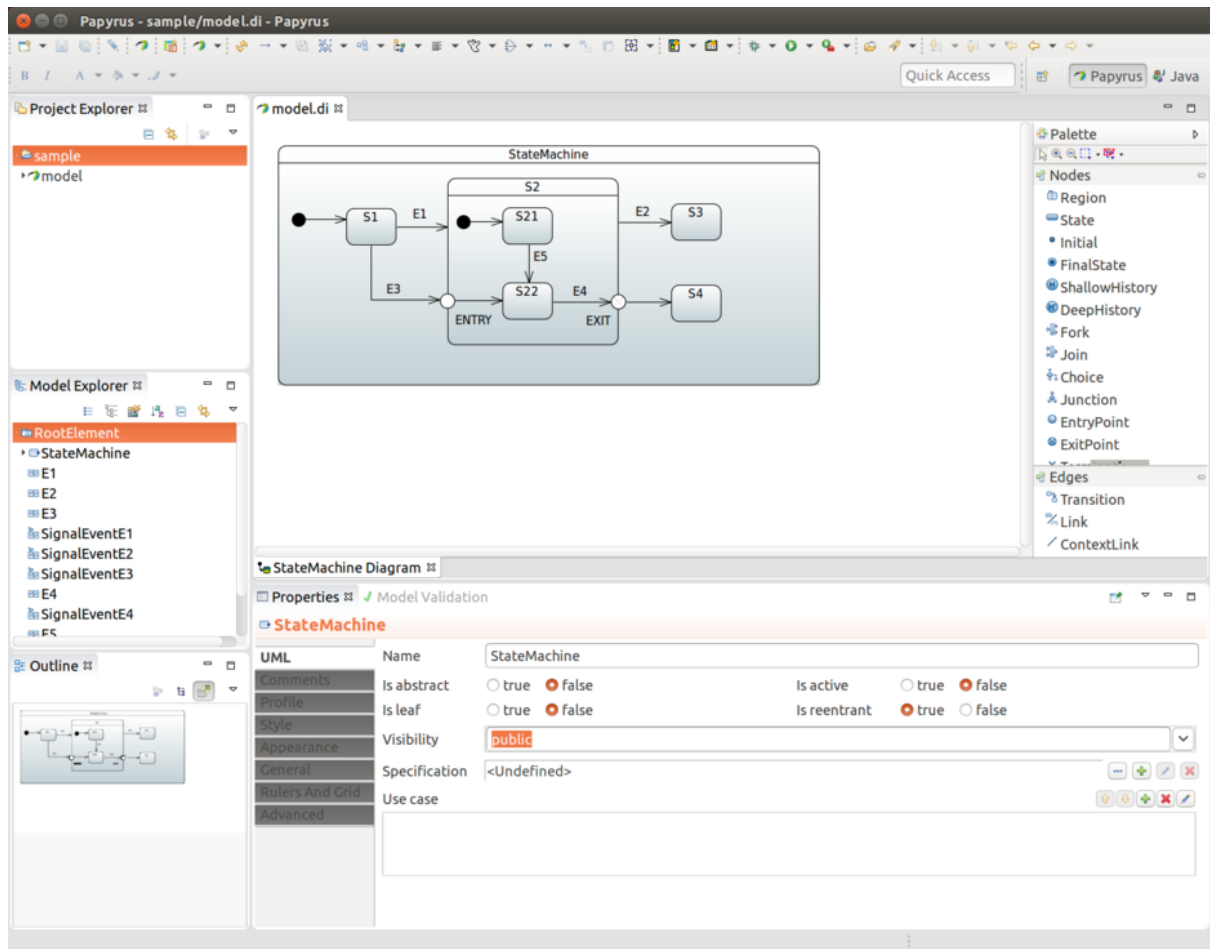 Papyrus - sample/model.di - Papyrus
B I A
Quick Access
Papyrus
Java
Project Explorer
sample
model
model.di
StateMachine
S2
S1
E1
S21
E2
S3
E5
E3
S22
E4
S4
ENTRY
EXIT
Palette
Nodes
Region
State
Initial
FinalState
ShallowHistory
DeepHistory
Fork
Join
Choice
Junction
EntryPoint
ExitPoint
Edges
Transition
Link
ContextLink
Model Explorer
RootElement
StateMachine
E1
E2
E3
SignalEventE1
SignalEventE2
SignalEventE3
E4
SignalEventE4
E5
Outline
StateMachine Diagram
Properties
Model Validation
StateMachine
UML
Comments
Profile
Style
Appearance
General
Rulers And Grid
Advanced
Name StateMachine
Is abstract true false Is active true false
Is leaf true false Is reentrant true false
Visibility public
Specification <Undefined>
Use case